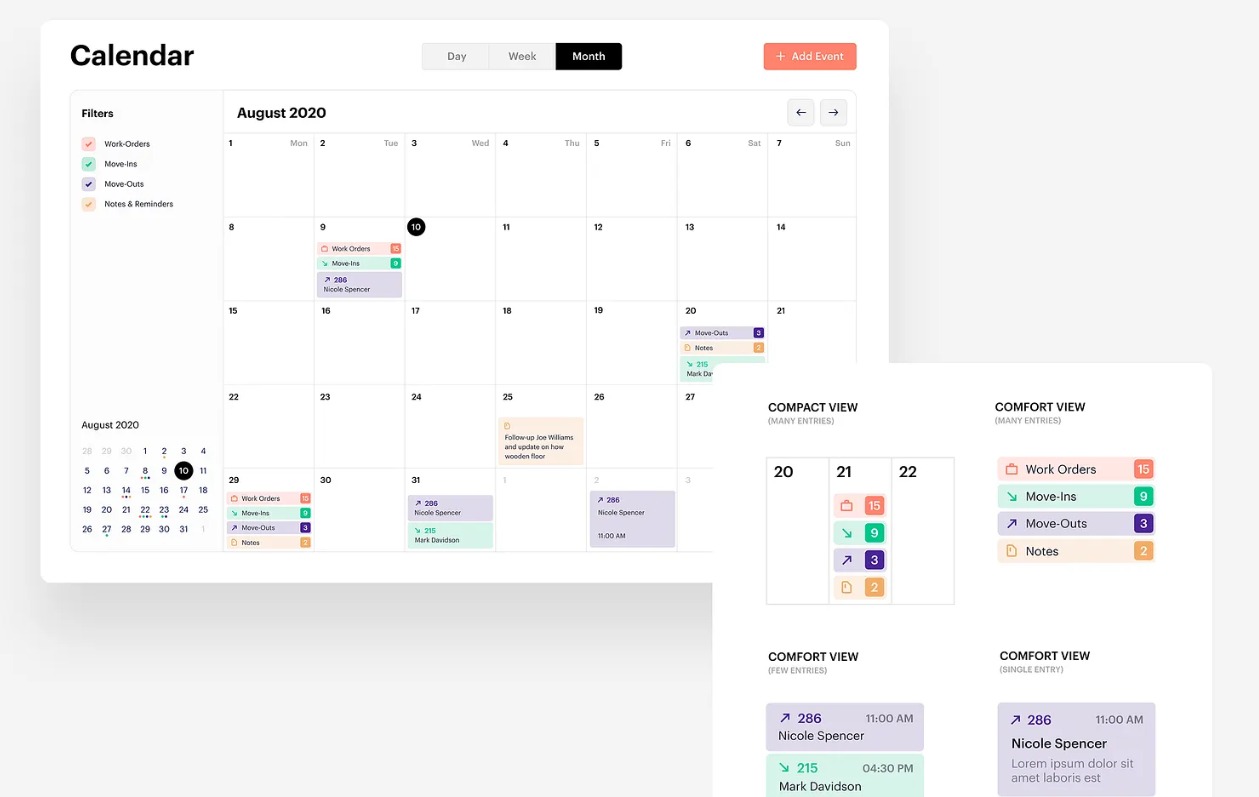 Calendar
Day Week Month
+ Add Event
Filters
Work-Orders
Move-Ins
Move-Outs
Notes & Reminders
August 2020
← →
1 Mon 2 Tue 3 Wed 4 Thu 5 Fri 6 Sat 7 Sun
8 9 10 11 12 13 14
Work Orders 15
Move-Ins 9
286
Nicole Spencer
15 16 17 18 19 20 21
Move-Outs 3
Notes 2
215
Mark Da
22 23 24 25 26 27
Follow-up Joe Williams
and update on how
wooden floor
29 30 31 1 2 3
Work Orders 15
Move-Ins 9
Move-Outs 3
Notes 2
286
Nicole Spencer
215
Mark Davidson
286
Nicole Spencer
11:00 AM
August 2020
28 29 30 1 2 3 4
5 6 7 8 9 10 11
12 13 14 15 16 17 18
19 20 21 22 23 24 25
26 27 28 29 30 31 1
COMPACT VIEW
(MANY ENTRIES)
20 21 22
15
9
3
2
COMFORT VIEW
(MANY ENTRIES)
Work Orders 15
Move-Ins 9
Move-Outs 3
Notes 2
COMFORT VIEW
(FEW ENTRIES)
286 11:00 AM
Nicole Spencer
215 04:30 PM
Mark Davidson
COMFORT VIEW
(SINGLE ENTRY)
286 11:00 AM
Nicole Spencer
Lorem ipsum dolor sit
amet laboris est